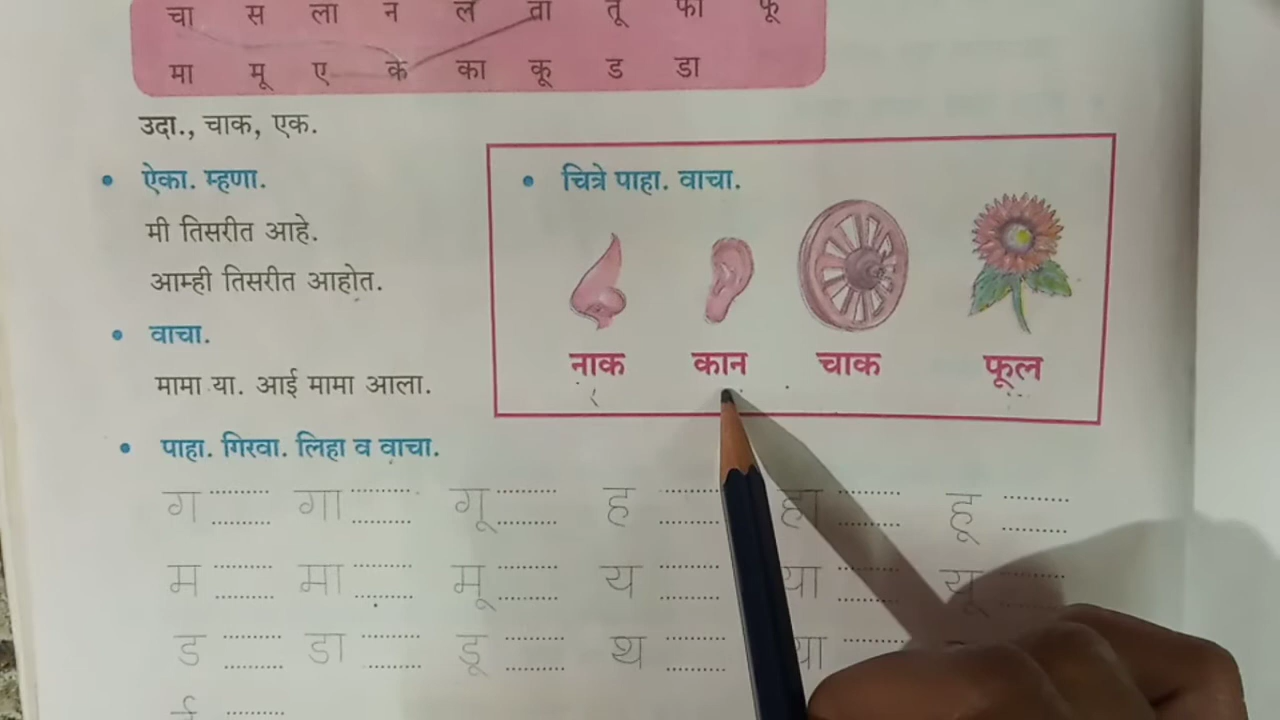 चा स ला न ल ता तू फा फू
मा मू ए क का कू ड डा
उदा., चाक, एक.
• ऐका. म्हणा.
मी तिसरीत आहे.
आम्ही तिसरीत आहोत.
• वाचा.
मामा या. आई मामा आला.
• चित्रे पाहा. वाचा.
नाक कान चाक फूल
• पाहा. गिरवा. लिहा व वाचा.
ग गा गू ह हा हू
म मा मू य या यू
ड डा डू थ था